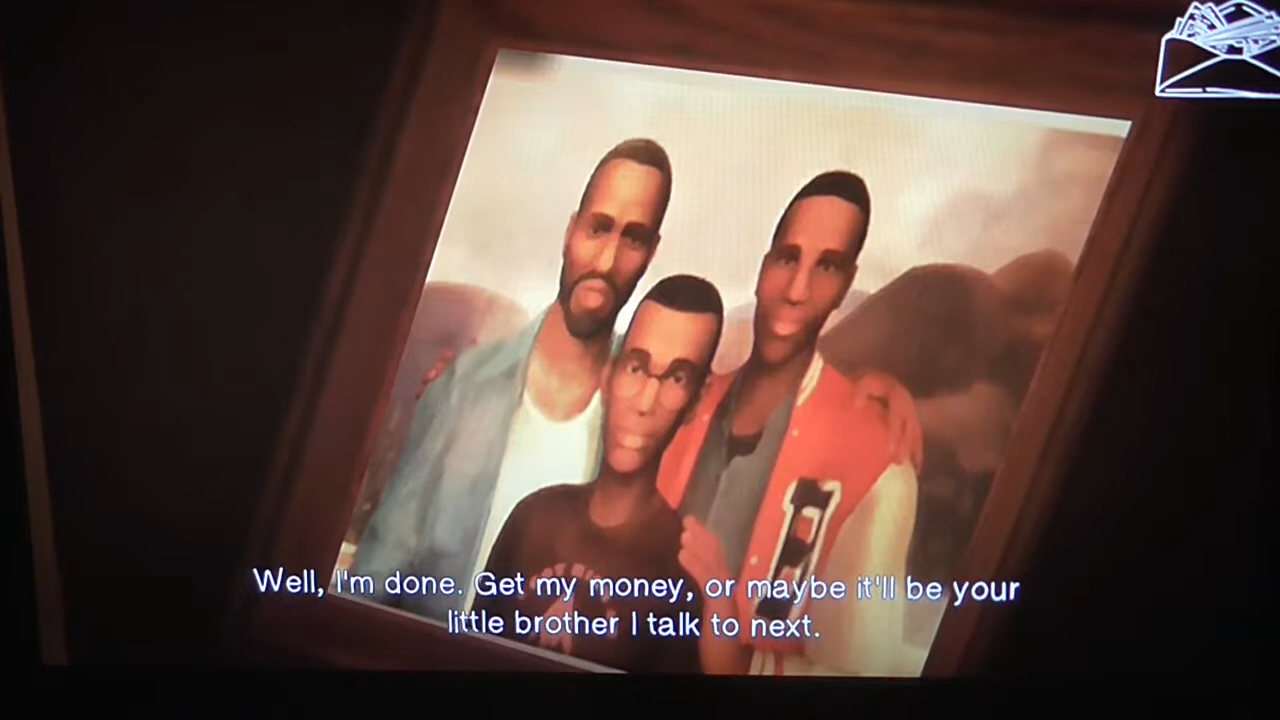 Well, I'm done. Get my money, or maybe it'll be your
little brother I talk to next.